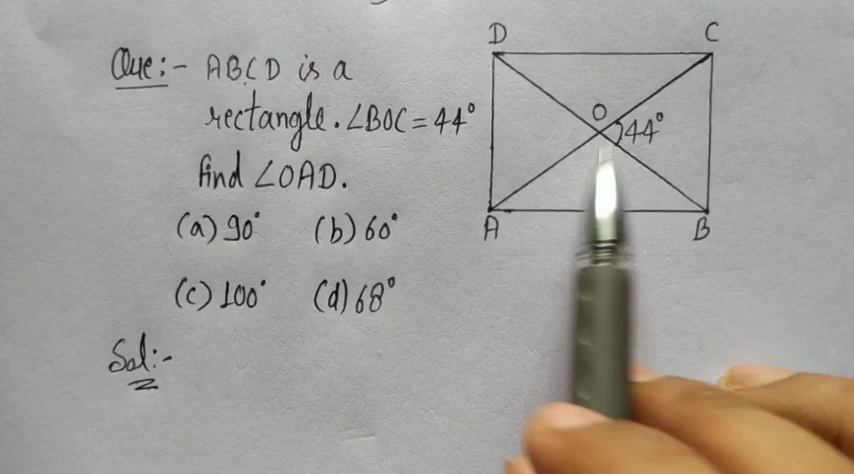 Que:- ABCD is a
rectangle. ∠BOC = 44°
find ∠OAD.
(a) 90° (b) 60°
(c) 100° (d) 68°
Sol:-
D C
O 44°
A B